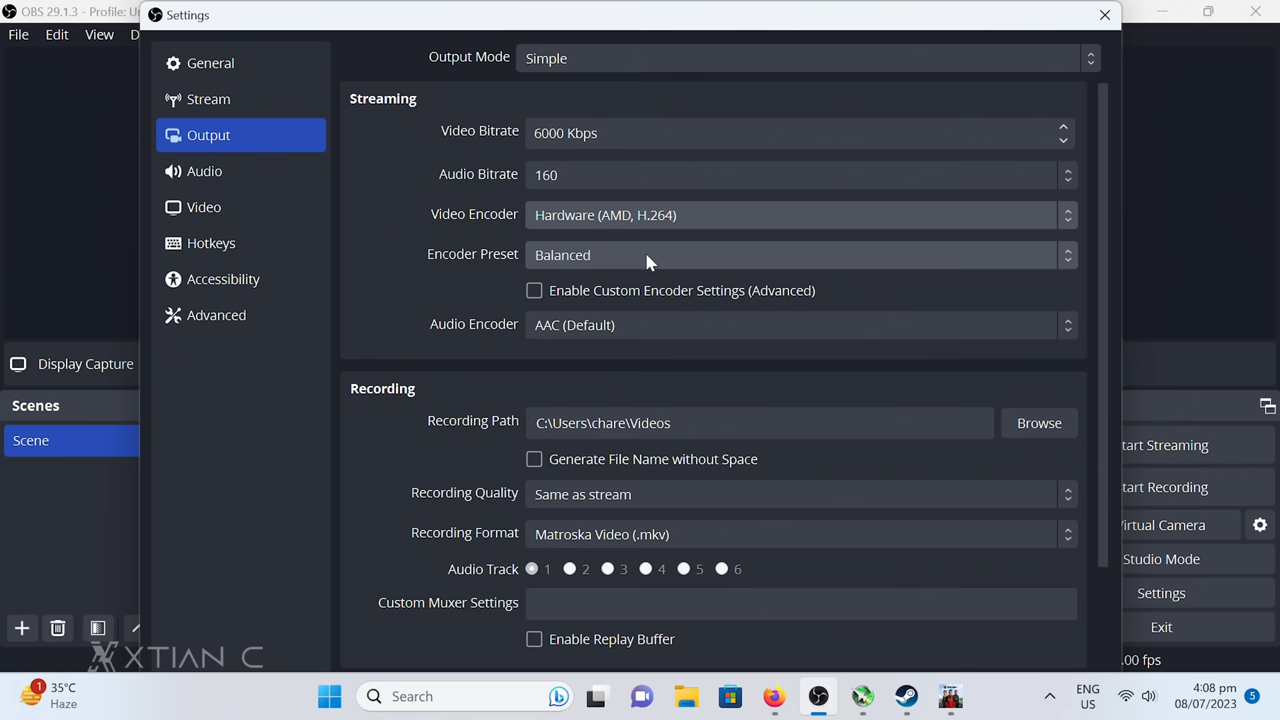 OBS 29.1.3 - Profile: U
Settings
File Edit View D
General
Stream
Output
Audio
Video
Hotkeys
Accessibility
Advanced
Output Mode Simple
Streaming
Video Bitrate 6000 Kbps
Audio Bitrate 160
Video Encoder Hardware (AMD, H.264)
Encoder Preset Balanced
Enable Custom Encoder Settings (Advanced)
Audio Encoder AAC (Default)
Recording
Recording Path C:\Users\chare\Videos Browse
Generate File Name without Space
Recording Quality Same as stream
Recording Format Matroska Video (.mkv)
Audio Track 1 2 3 4 5 6
Custom Muxer Settings
Enable Replay Buffer
Display Capture
Scenes
Scene
tart Streaming
tart Recording
irtual Camera
Studio Mode
Settings
Exit
.00 fps
XTIAN C
1
35°C
Haze
Search
ENG
US
4:08 pm
08/07/2023
5